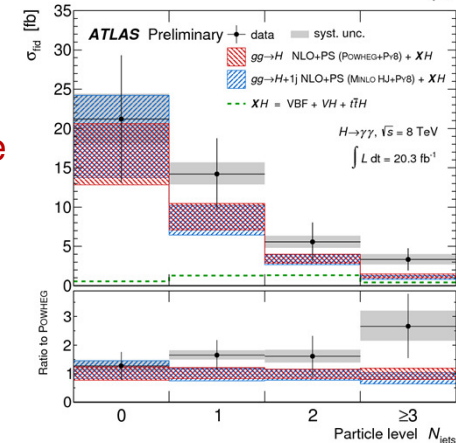 σfid [fb]
35
30
25
20
15
10
5
0
ATLAS Preliminary data syst. unc.
gg→H NLO+PS (POWHEG+PY8) + XH
gg→H+1j NLO+PS (MINLO HJ+PY8) + XH
XH = VBF + VH + tt̄H
H→γγ, √s = 8 TeV
∫ L dt = 20.3 fb⁻¹
e
Ratio to POWHEG
3
2
1
0
0 1 2 ≥3
Particle level Njets